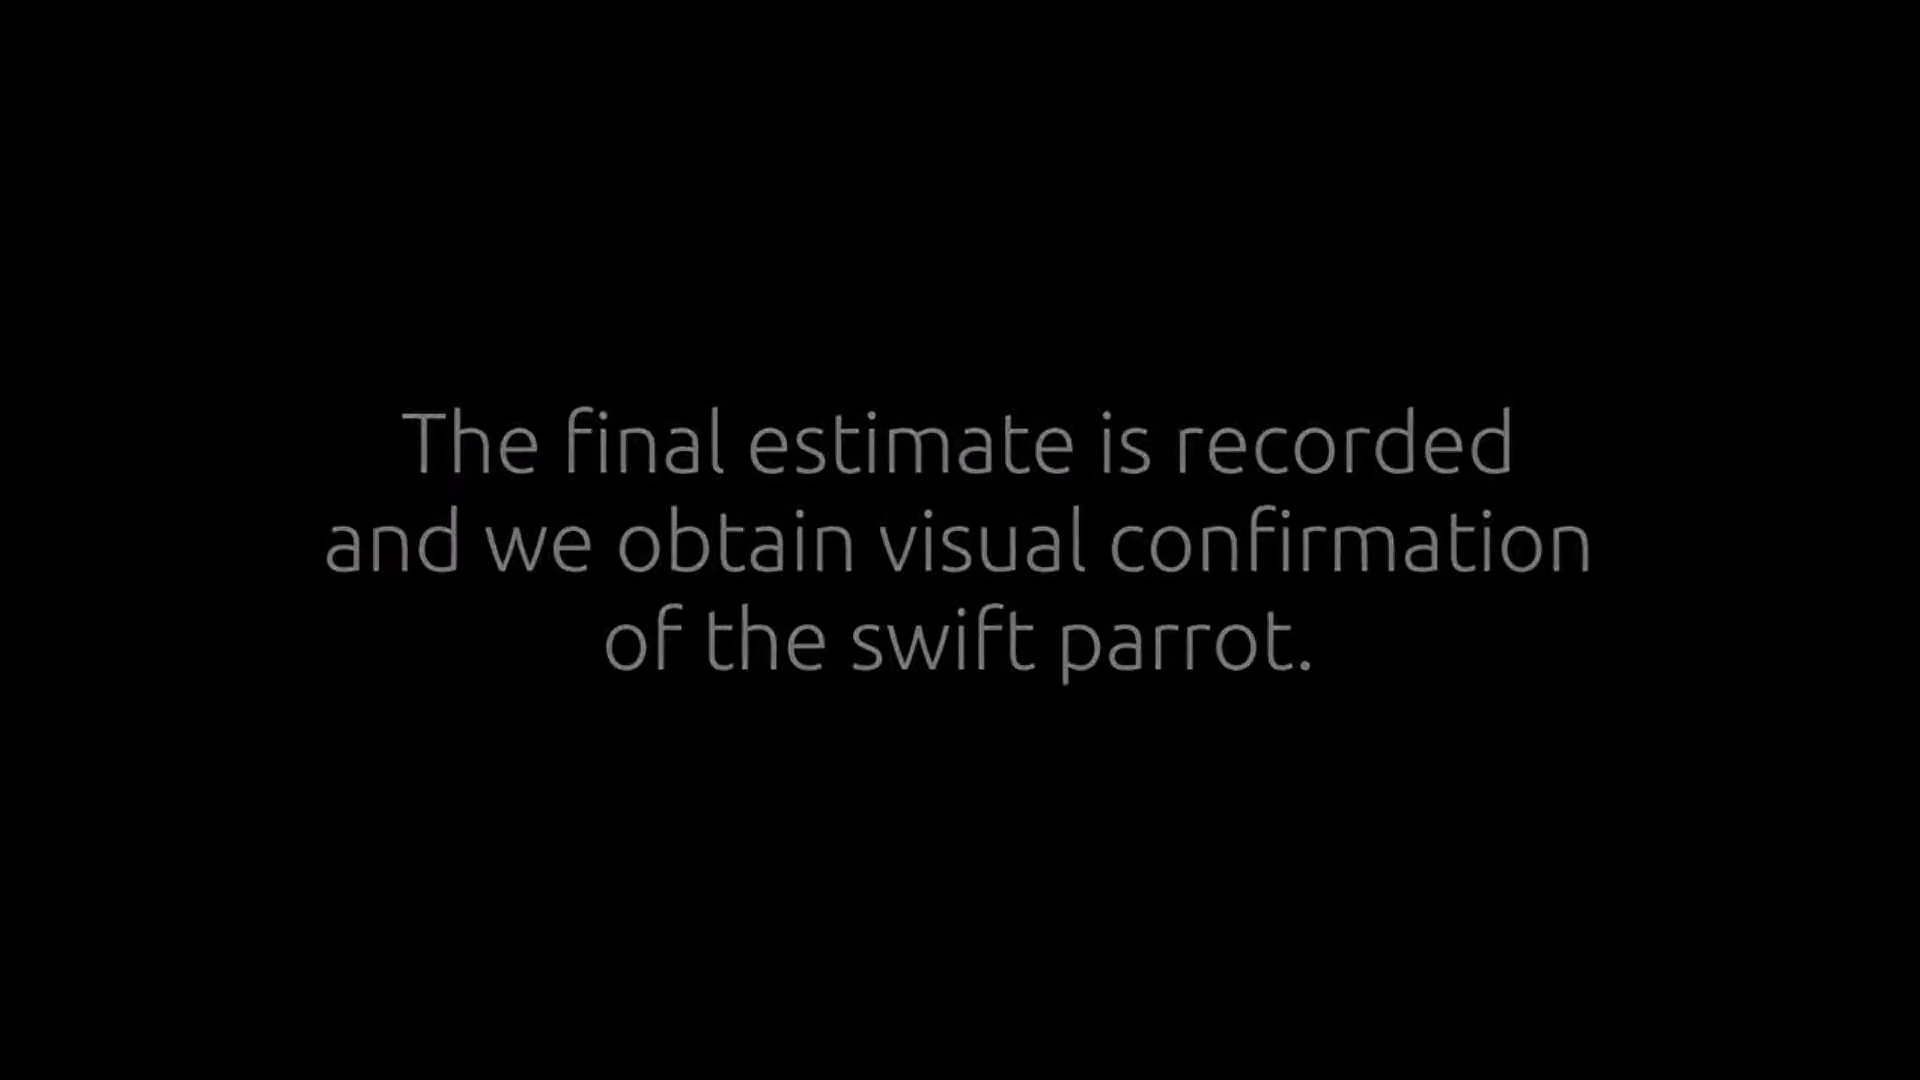 The final estimate is recorded
and we obtain visual confirmation
of the swift parrot.